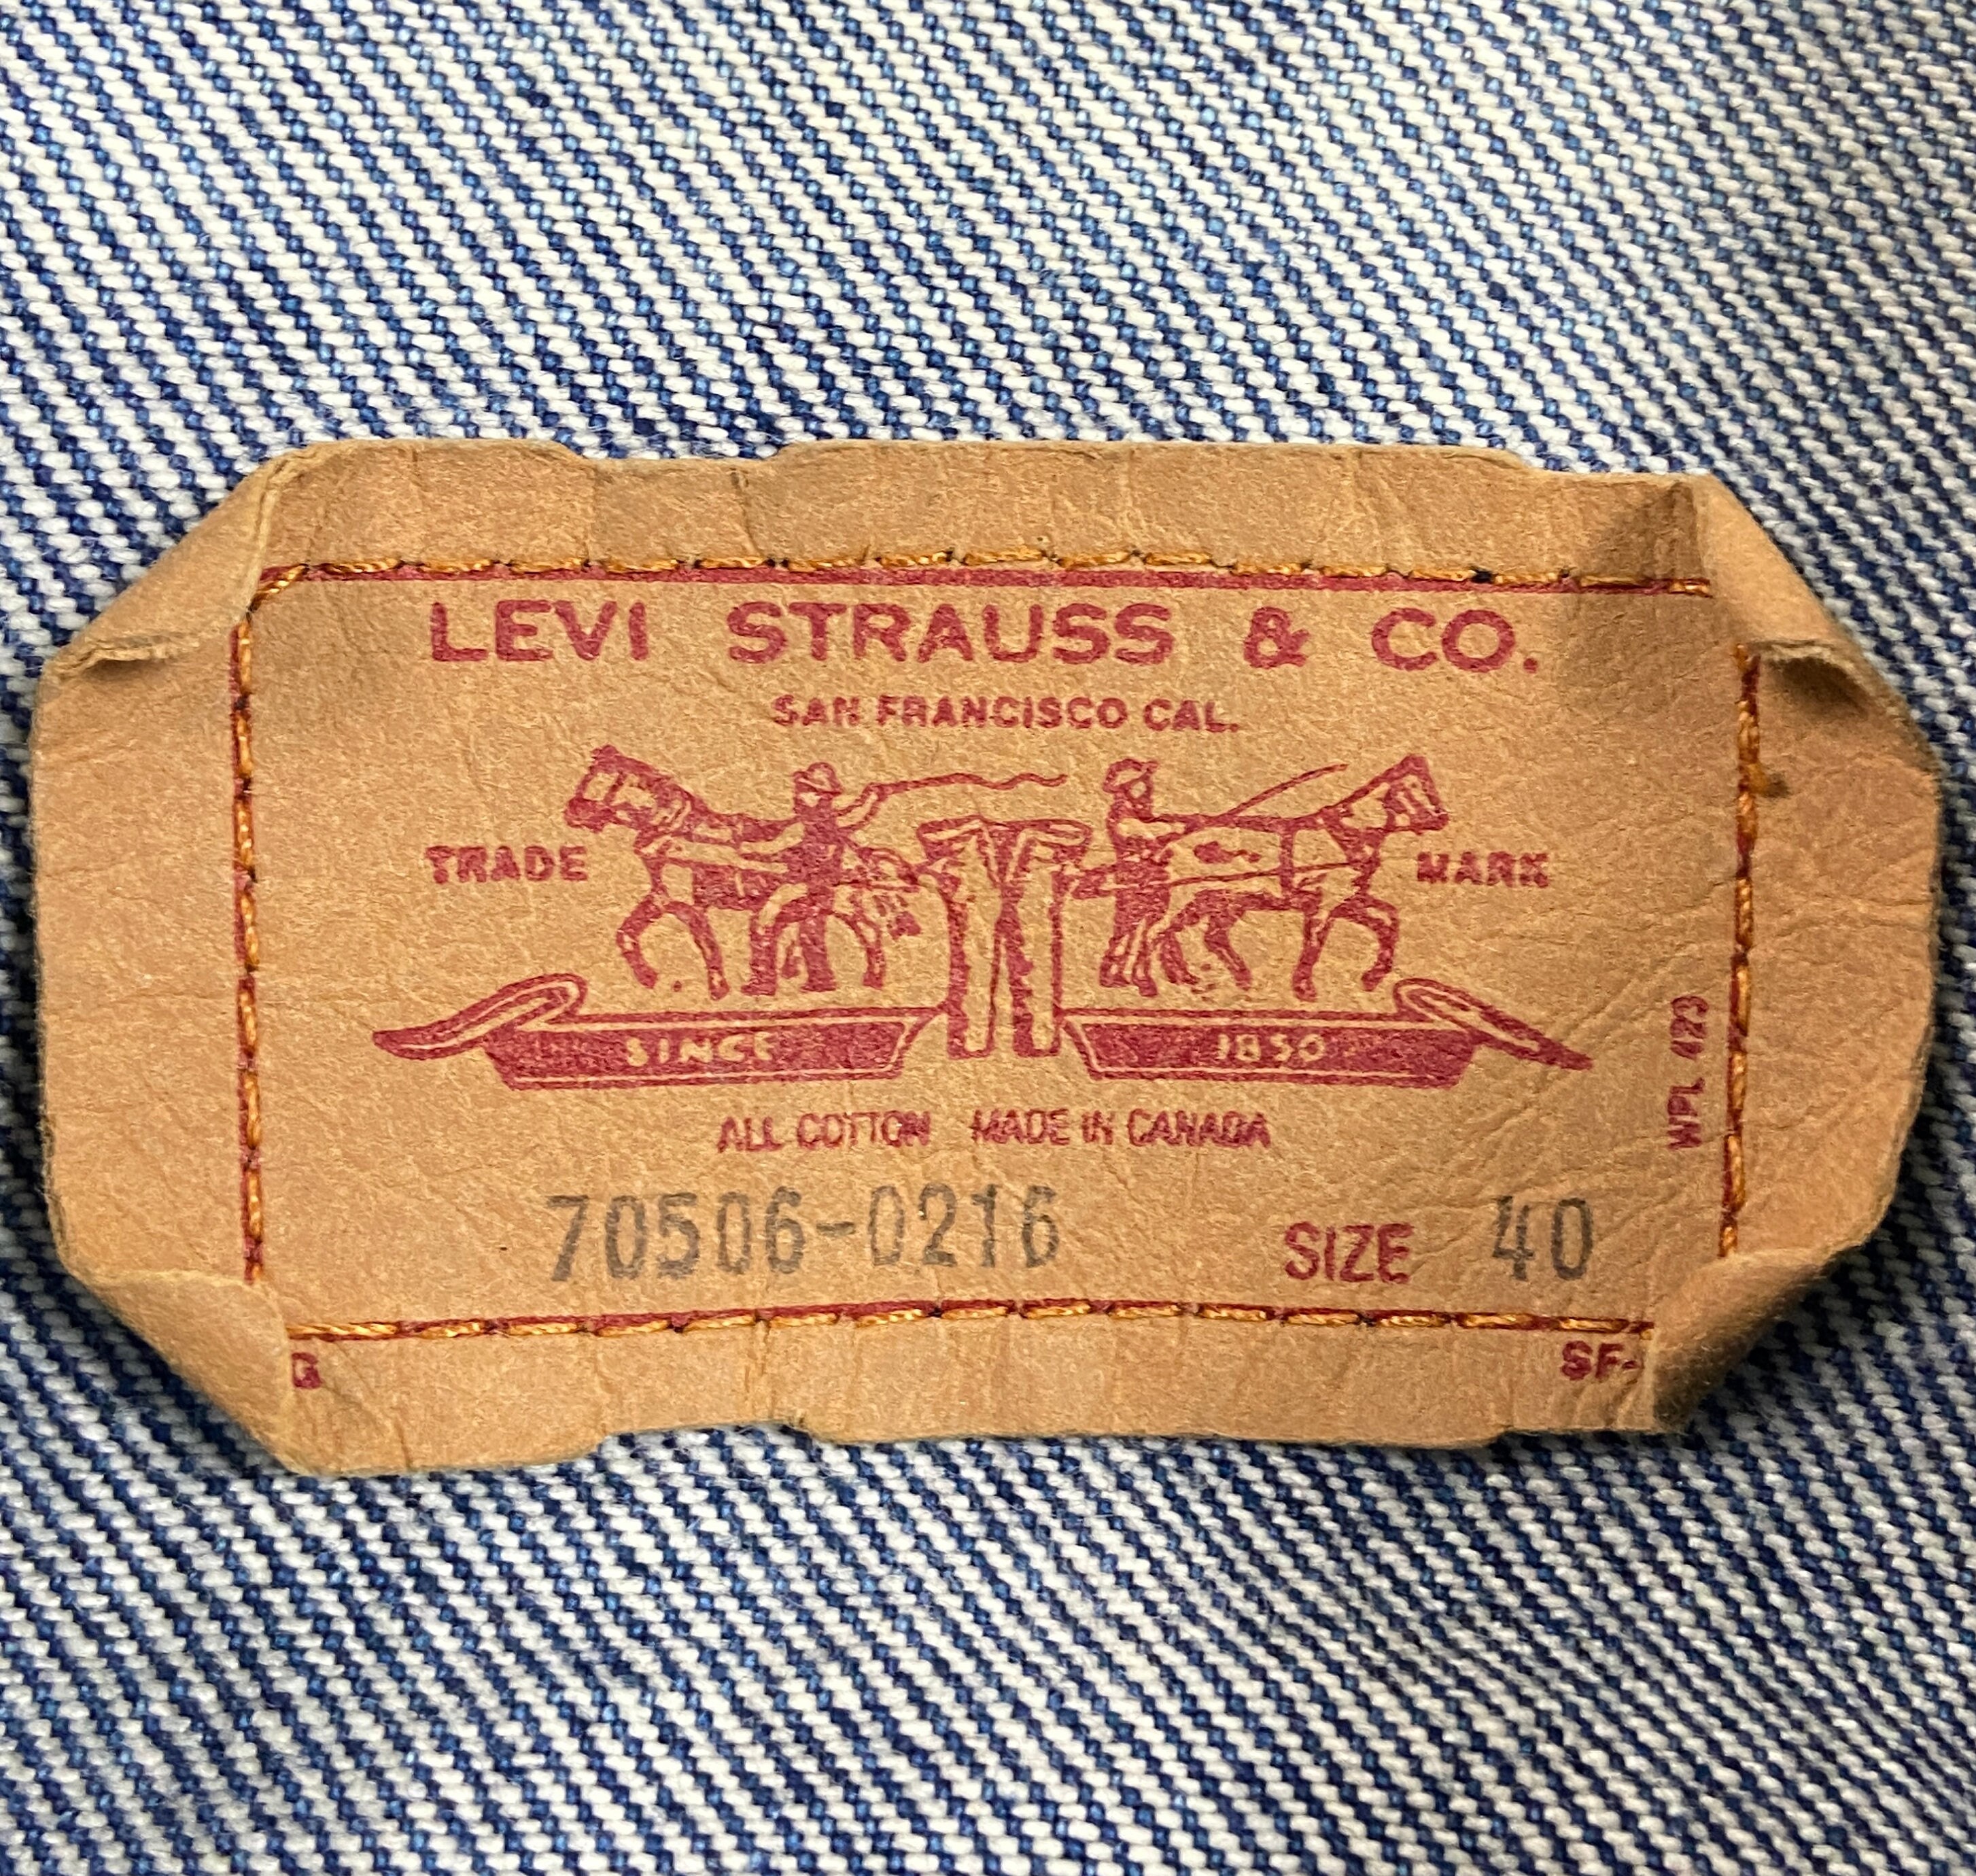 LEVI STRAUSS & CO.
SAN FRANCISCO CAL.
TRADE MARK
SINCE 1850
ALL COTTON MADE IN CANADA
WPL 423
70506-0216 SIZE 40
G SF-